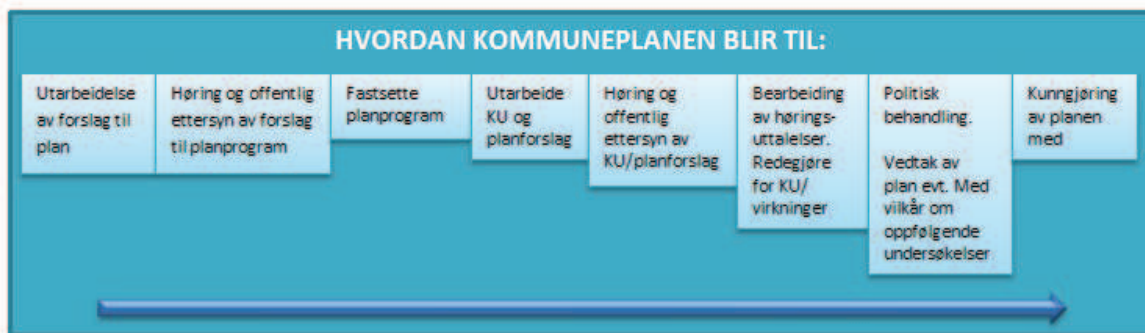 HVORDAN KOMMUNEPLANEN BLIR TIL:
Utarbeidelse
av forslag til
plan
Høring og offentlig
ettersyn av forslag
til planprogram
Fastsette
planprogram
Utarbeide
KU og
planforslag
Høring og
offentlig
ettersyn av
KU/planforslag
Bearbeiding
av hørings-
uttalelser.
Redegjøre
for KU/
virkninger
Politisk
behandling.
Vedtak av
plan evt. Med
vilkår om
oppfølgende
undersøkelser
Kunngjøring
av planen
med